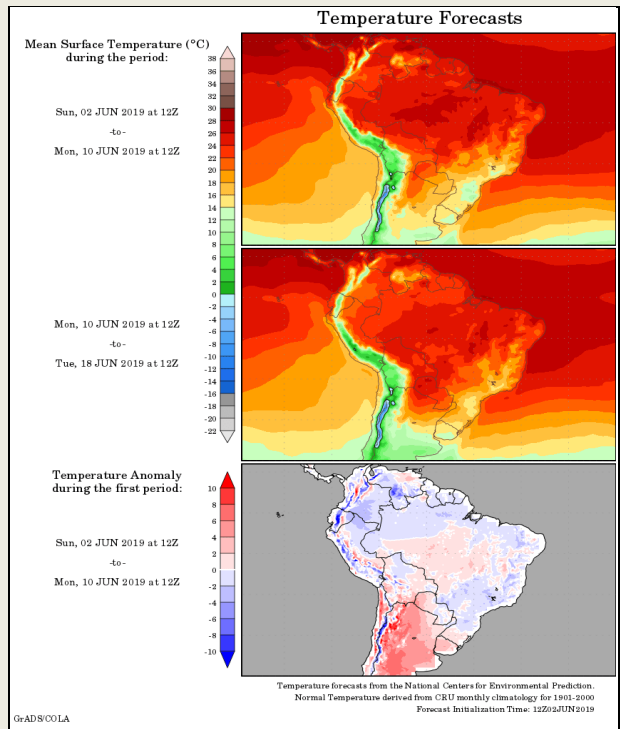 Temperature Forecasts
Mean Surface Temperature (°C)
during the period:
Sun, 02 JUN 2019 at 12Z
-to-
Mon, 10 JUN 2019 at 12Z
38
36
34
32
30
28
26
24
22
20
18
16
14
12
10
8
6
4
2
0
-2
-4
-6
-8
-10
-12
-14
-16
-18
-20
-22
Mon, 10 JUN 2019 at 12Z
-to-
Tue, 18 JUN 2019 at 12Z
Temperature Anomaly
during the first period:
Sun, 02 JUN 2019 at 12Z
-to-
Mon, 10 JUN 2019 at 12Z
10
8
6
4
2
0
-2
-4
-6
-8
-10
Temperature forecasts from the National Centers for Environmental Prediction.
Normal Temperature derived from CRU monthly climatology for 1901-2000
Forecast Initialization Time: 12Z02JUN2019
GrADS/COLA